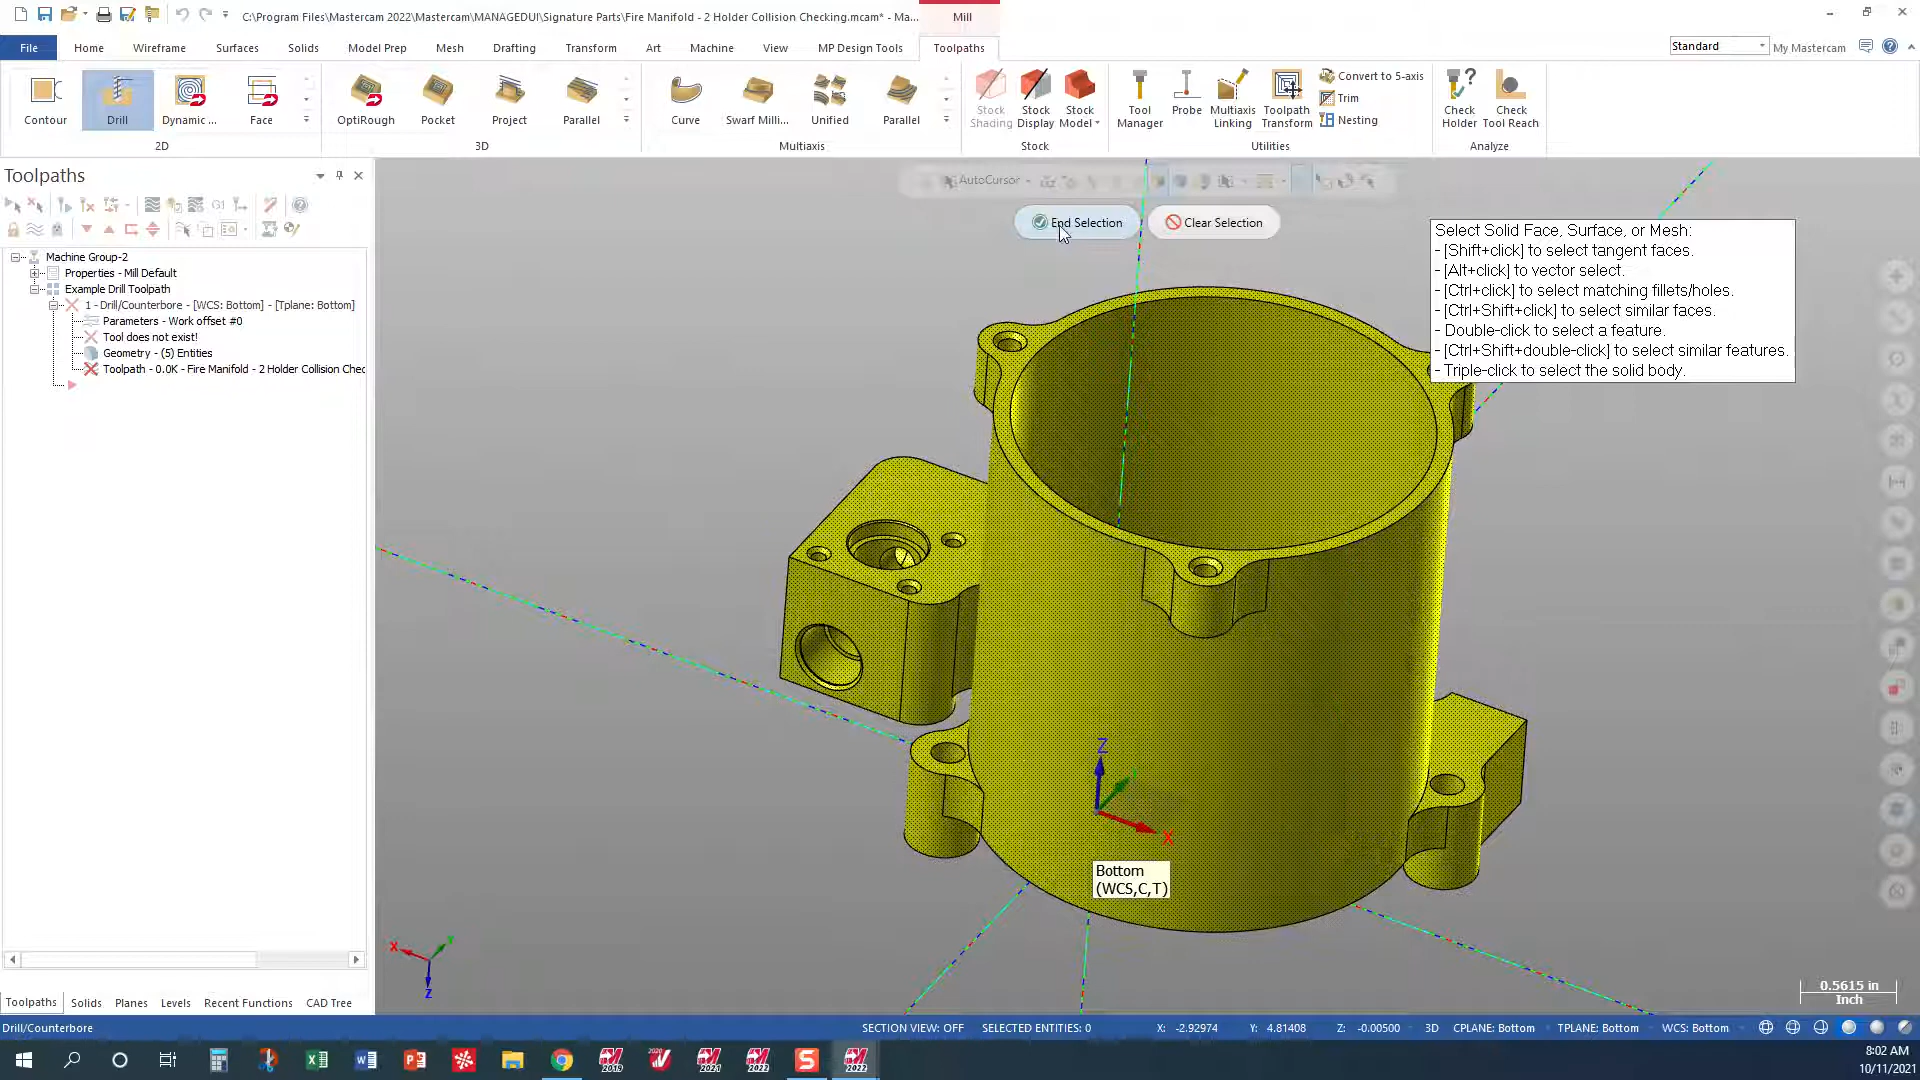 C:\Program Files\Mastercam 2022\Mastercam\MANAGEDUI\Signature Parts\Fire Manifold - 2 Holder Collision Checking.mcam* - Ma...
Mill
File
Home
Wireframe
Surfaces
Solids
Model Prep
Mesh
Drafting
Transform
Art
Machine
View
MP Design Tools
Toolpaths
Standard
My Mastercam
Contour
Drill
Dynamic ...
Face
OptiRough
Pocket
Project
Parallel
Curve
Swarf Milli...
Unified
Parallel
Stock
Shading
Stock
Display
Stock
Model
Tool
Manager
Probe
Multiaxis
Linking
Toolpath
Transform
Convert to 5-axis
Trim
Nesting
Check
Holder
Check
Tool Reach
2D
3D
Multiaxis
Stock
Utilities
Analyze
Toolpaths
AutoCursor
G1
End Selection
Clear Selection
Select Solid Face, Surface, or Mesh:
- [Shift+click] to select tangent faces.
- [Alt+click] to vector select.
- [Ctrl+click] to select matching fillets/holes.
- [Ctrl+Shift+click] to select similar faces.
- Double-click to select a feature.
- [Ctrl+Shift+double-click] to select similar features.
- Triple-click to select the solid body.
Machine Group-2
Properties - Mill Default
Example Drill Toolpath
1 - Drill/Counterbore - [WCS: Bottom] - [Tplane: Bottom]
Parameters - Work offset #0
Tool does not exist!
Geometry - (5) Entities
Toolpath - 0.0K - Fire Manifold - 2 Holder Collision Chec
Z
X
Bottom
(WCS,C,T)
X
Y
Z
0.5615 in
Inch
Toolpaths
Solids
Planes
Levels
Recent Functions
CAD Tree
Drill/Counterbore
SECTION VIEW: OFF
SELECTED ENTITIES: 0
X: -2.92974
Y: 4.81408
Z: -0.00500
3D
CPLANE: Bottom
TPLANE: Bottom
WCS: Bottom
2019
2020
2021
2022
2022
8:02 AM
10/11/2021